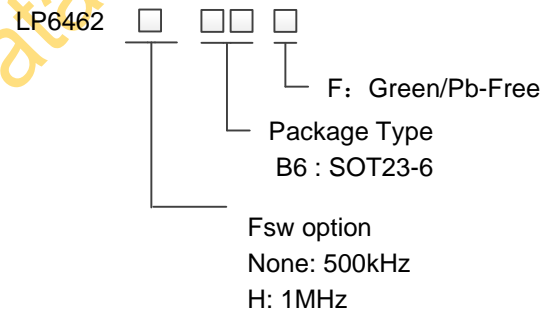 LP6462 □ □□ □
F：Green/Pb-Free
Package Type
B6 : SOT23-6
Fsw option
None: 500kHz
H: 1MHz